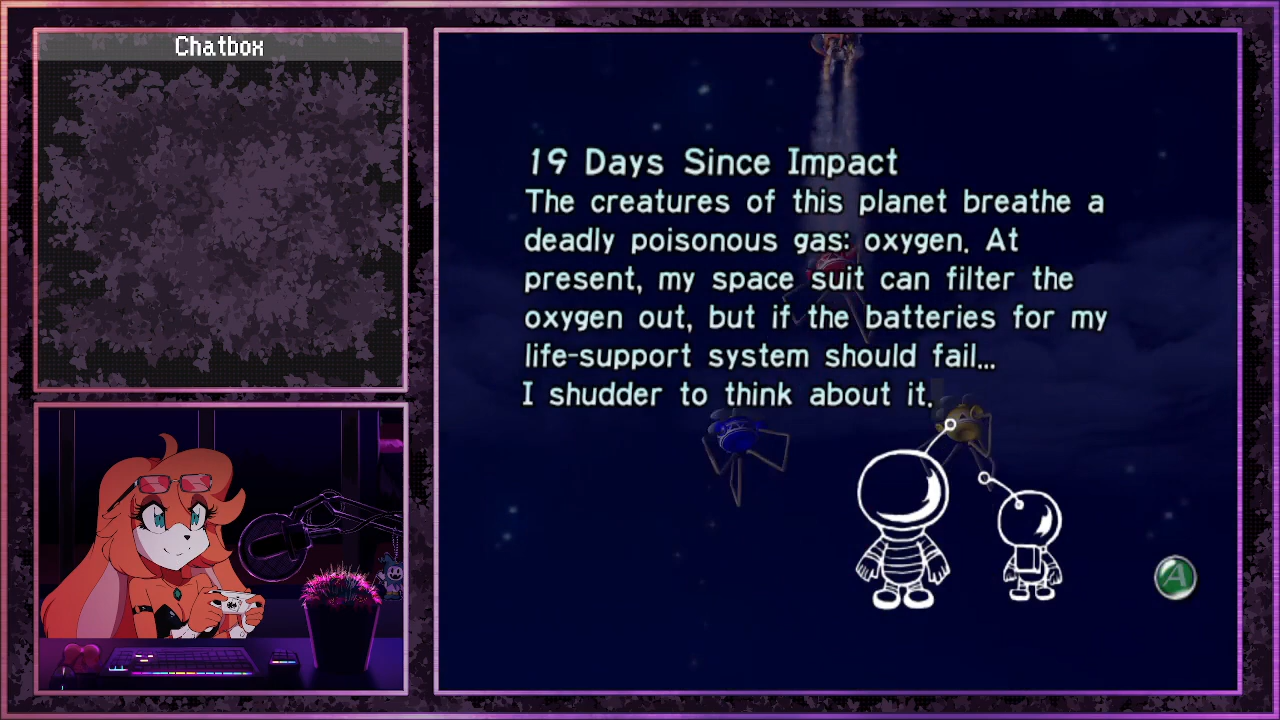 Chatbox
19 Days Since Impact
The creatures of this planet breathe a
deadly poisonous gas: oxygen. At
present, my space suit can filter the
oxygen out, but if the batteries for my
life-support system should fail...
I shudder to think about it.
A